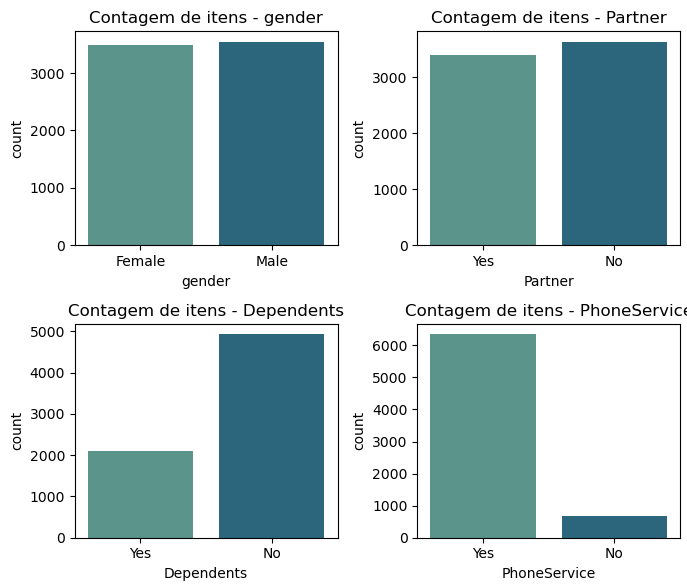 Contagem de itens - gender
3000
2000
1000
0
count
Female
Male
gender
Contagem de itens - Partner
3000
2000
1000
0
count
Yes
No
Partner
Contagem de itens - Dependents
5000
4000
3000
2000
1000
0
count
Yes
No
Dependents
Contagem de itens - PhoneService
6000
5000
4000
3000
2000
1000
0
count
Yes
No
PhoneService